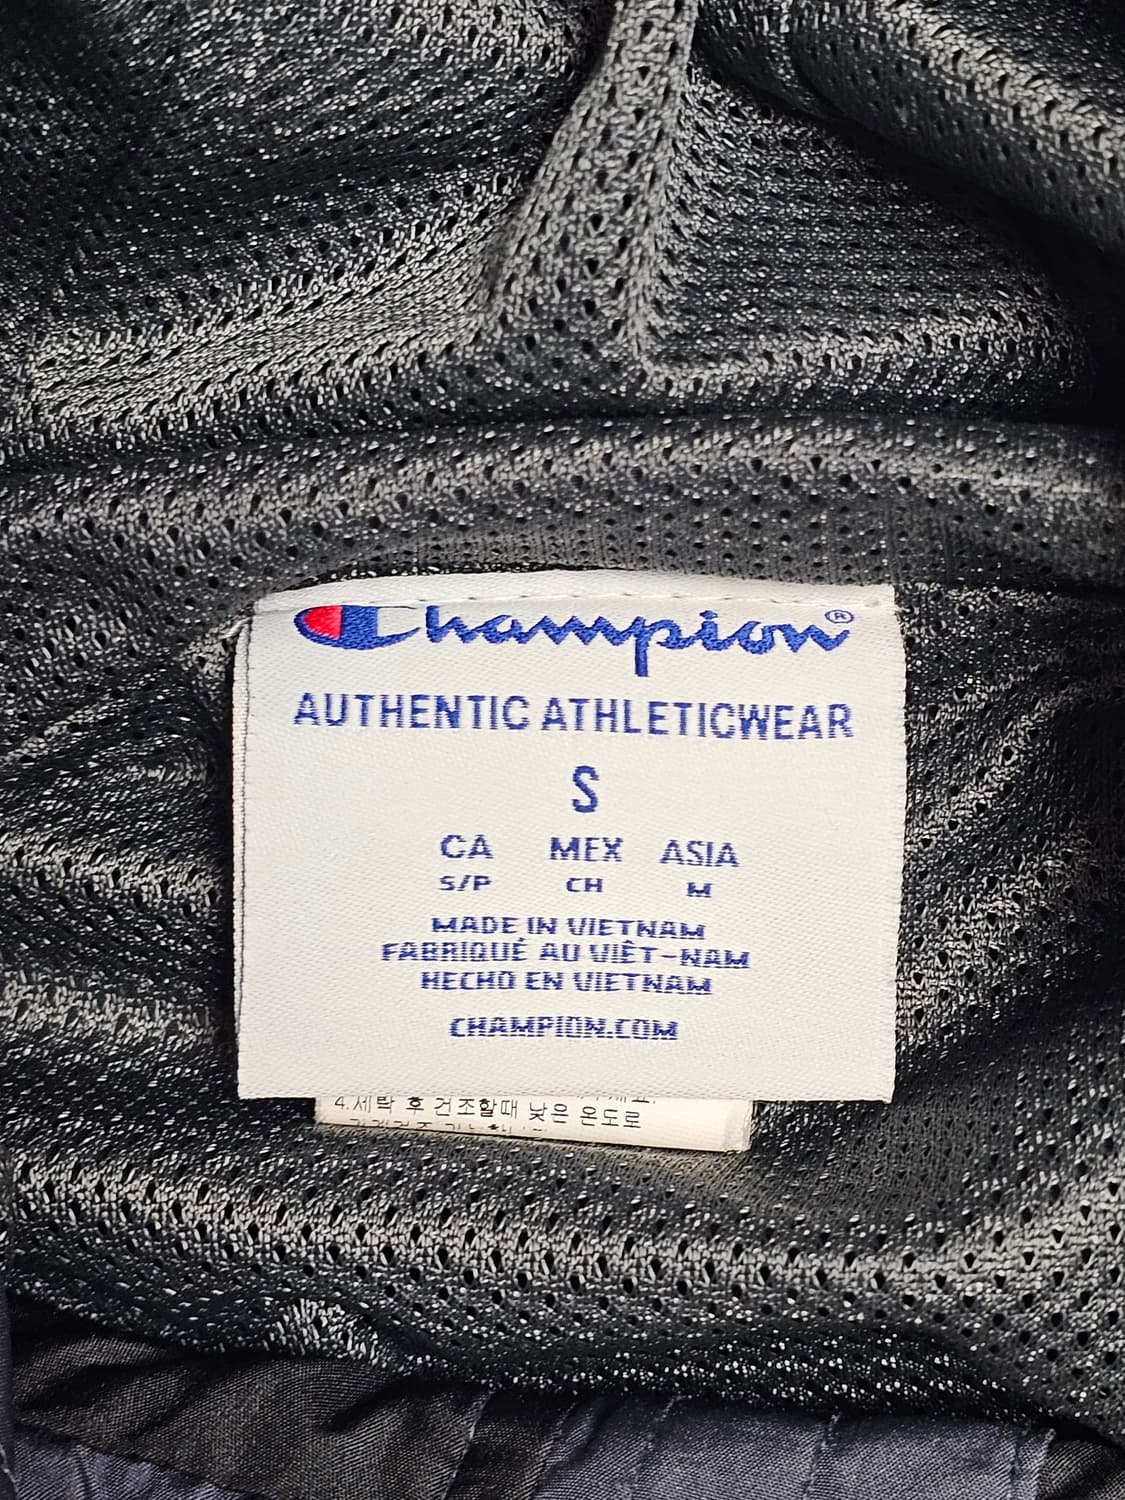 Champion®
AUTHENTIC ATHLETICWEAR
S
CA MEX ASIA
S/P CH M
MADE IN VIETNAM
FABRIQUÉ AU VIÊT-NAM
HECHO EN VIETNAM
CHAMPION.COM
4.세탁 후 건조할때 낮은 온도로